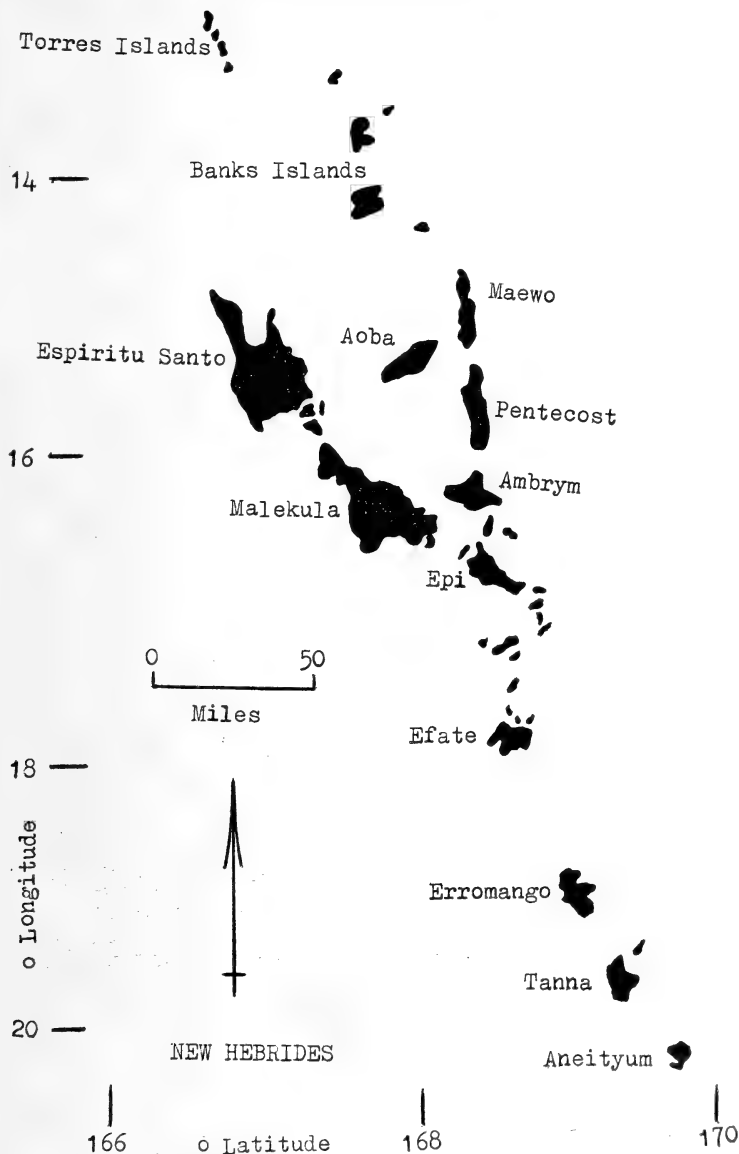 Torres Islands
Banks Islands
14
Maewo
Aoba
Espiritu Santo
Pentecost
16
Ambrym
Malekula
Epi
0 50
Miles
Efate
18
o Longitude
Erromango
Tanna
20
NEW HEBRIDES
Aneityum
166 o Latitude 168 170